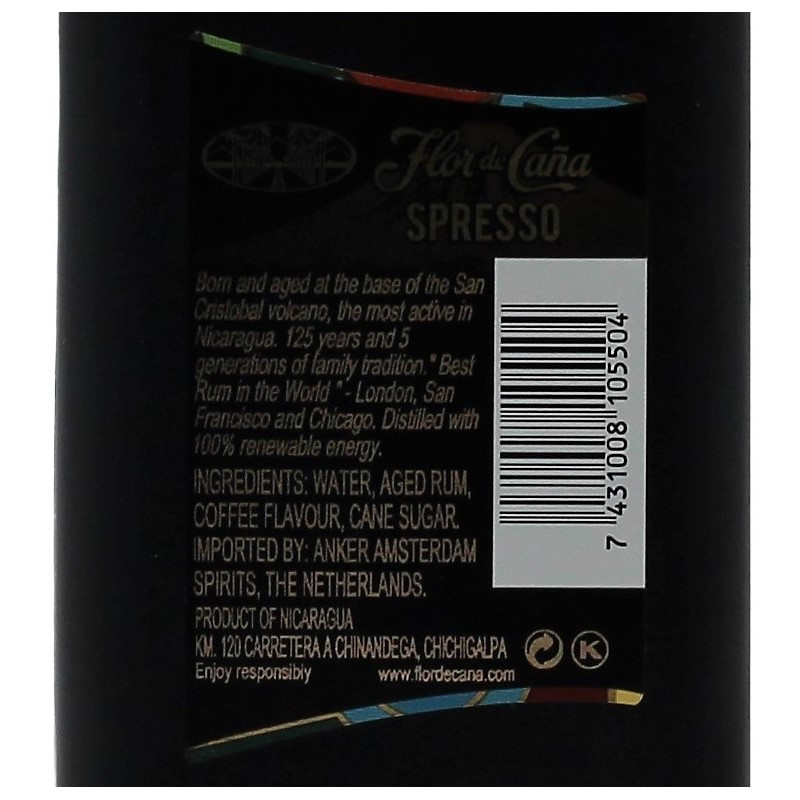 Flor de Caña
SPRESSO
Born and aged at the base of the San
Cristobal volcano, the most active in
Nicaragua. 125 years and 5
generations of family tradition." Best
Rum in the World " - London, San
Francisco and Chicago. Distilled with
100% renewable energy.
INGREDIENTS: WATER, AGED RUM,
COFFEE FLAVOUR, CANE SUGAR.
IMPORTED BY: ANKER AMSTERDAM
SPIRITS, THE NETHERLANDS.
PRODUCT OF NICARAGUA
KM. 120 CARRETERA A CHINANDEGA, CHICHIGALPA
Enjoy responsibly www.flordecana.com
K
7 431008 105504